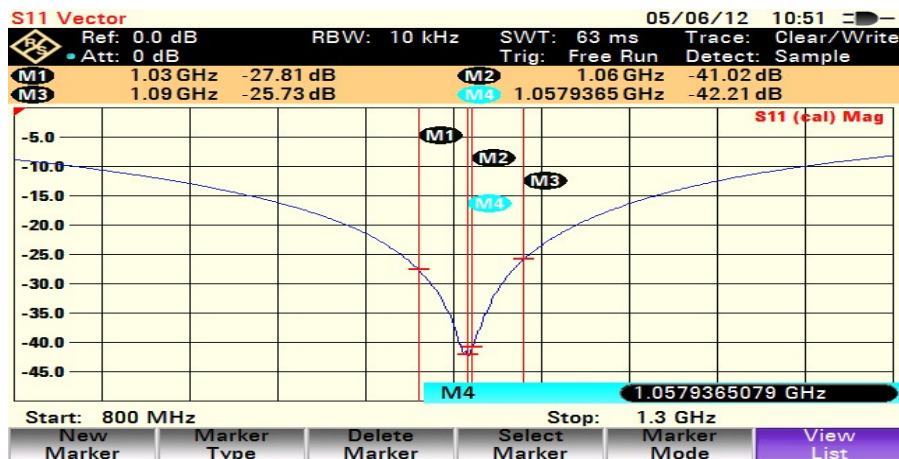 S11 Vector 05/06/12 10:51
R&S Ref: 0.0 dB RBW: 10 kHz SWT: 63 ms Trace: Clear/Write
Att: 0 dB Trig: Free Run Detect: Sample
M1 1.03 GHz -27.81 dB M2 1.06 GHz -41.02 dB
M3 1.09 GHz -25.73 dB M4 1.0579365 GHz -42.21 dB
S11 (cal) Mag
-5.0
M1
M2
-10.0
M3
-15.0
M4
-20.0
-25.0
-30.0
-35.0
-40.0
-45.0
M4 1.0579365079 GHz
Start: 800 MHz Stop: 1.3 GHz
New Marker
Marker Type
Delete Marker
Select Marker
Marker Mode
View List